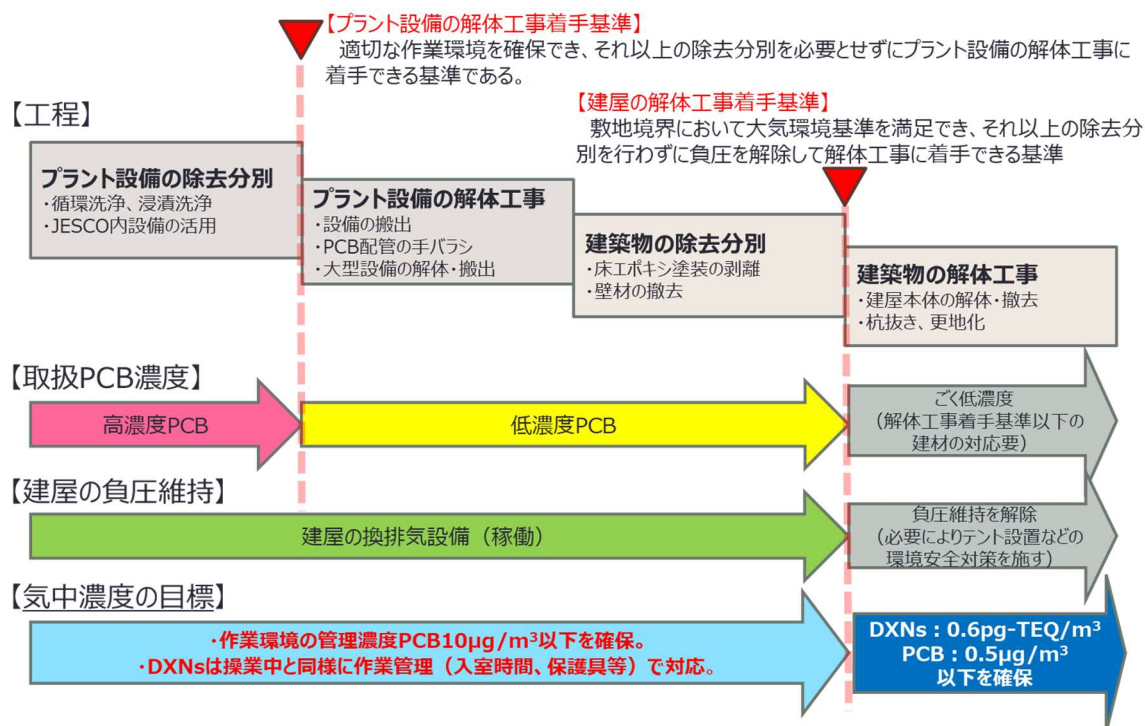 【プラント設備の解体工事着手基準】
適切な作業環境を確保でき、それ以上の除去分別を必要とせずにプラント設備の解体工事に
着手できる基準である。
【建屋の解体工事着手基準】
敷地境界において大気環境基準を満足でき、それ以上の除去分
別を行わずに負圧を解除して解体工事に着手できる基準
【工程】
プラント設備の除去分別
・循環洗浄、浸漬洗浄
・JESCO内設備の活用
プラント設備の解体工事
・設備の搬出
・PCB配管の手バラシ
・大型設備の解体・搬出
建築物の除去分別
・床エポキシ塗装の剥離
・壁材の撤去
建築物の解体工事
・建屋本体の解体・撤去
・杭抜き、更地化
【取扱PCB濃度】
高濃度PCB
低濃度PCB
ごく低濃度
（解体工事着手基準以下の
建材の対応要）
【建屋の負圧維持】
建屋の換排気設備（稼働）
負圧維持を解除
（必要によりテント設置などの
環境安全対策を施す）
【気中濃度の目標】
・作業環境の管理濃度PCB10μg/m³以下を確保。
・DXNsは操業中と同様に作業管理（入室時間、保護具等）で対応。
DXNs：0.6pg-TEQ/m³
PCB：0.5μg/m³
以下を確保